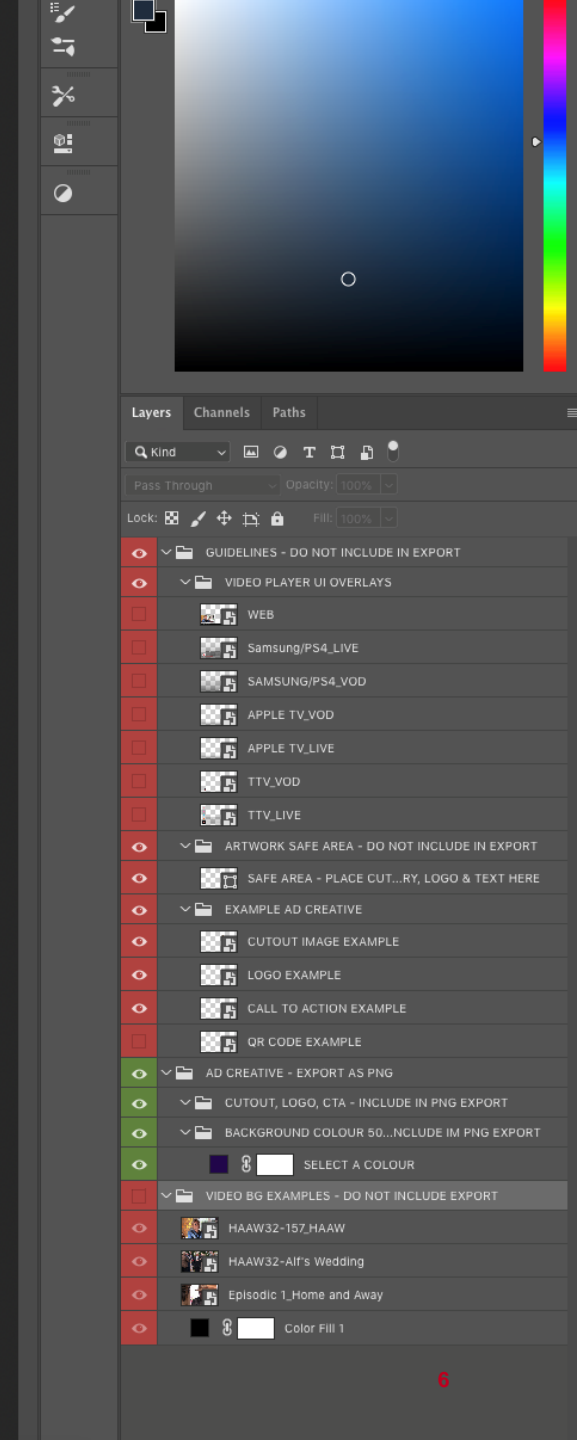 Layers Channels Paths
Kind
Pass Through Opacity: 100%
Lock: Fill: 100%
GUIDELINES - DO NOT INCLUDE IN EXPORT
VIDEO PLAYER UI OVERLAYS
WEB
Samsung/PS4_LIVE
SAMSUNG/PS4_VOD
APPLE TV_VOD
APPLE TV_LIVE
TTV_VOD
TTV_LIVE
ARTWORK SAFE AREA - DO NOT INCLUDE IN EXPORT
SAFE AREA - PLACE CUT...RY, LOGO & TEXT HERE
EXAMPLE AD CREATIVE
CUTOUT IMAGE EXAMPLE
LOGO EXAMPLE
CALL TO ACTION EXAMPLE
QR CODE EXAMPLE
AD CREATIVE - EXPORT AS PNG
CUTOUT, LOGO, CTA - INCLUDE IN PNG EXPORT
BACKGROUND COLOUR 50...NCLUDE IM PNG EXPORT
SELECT A COLOUR
VIDEO BG EXAMPLES - DO NOT INCLUDE EXPORT
HAAW32-157_HAAW
HAAW32-Alf's Wedding
Episodic 1_Home and Away
Color Fill 1
6